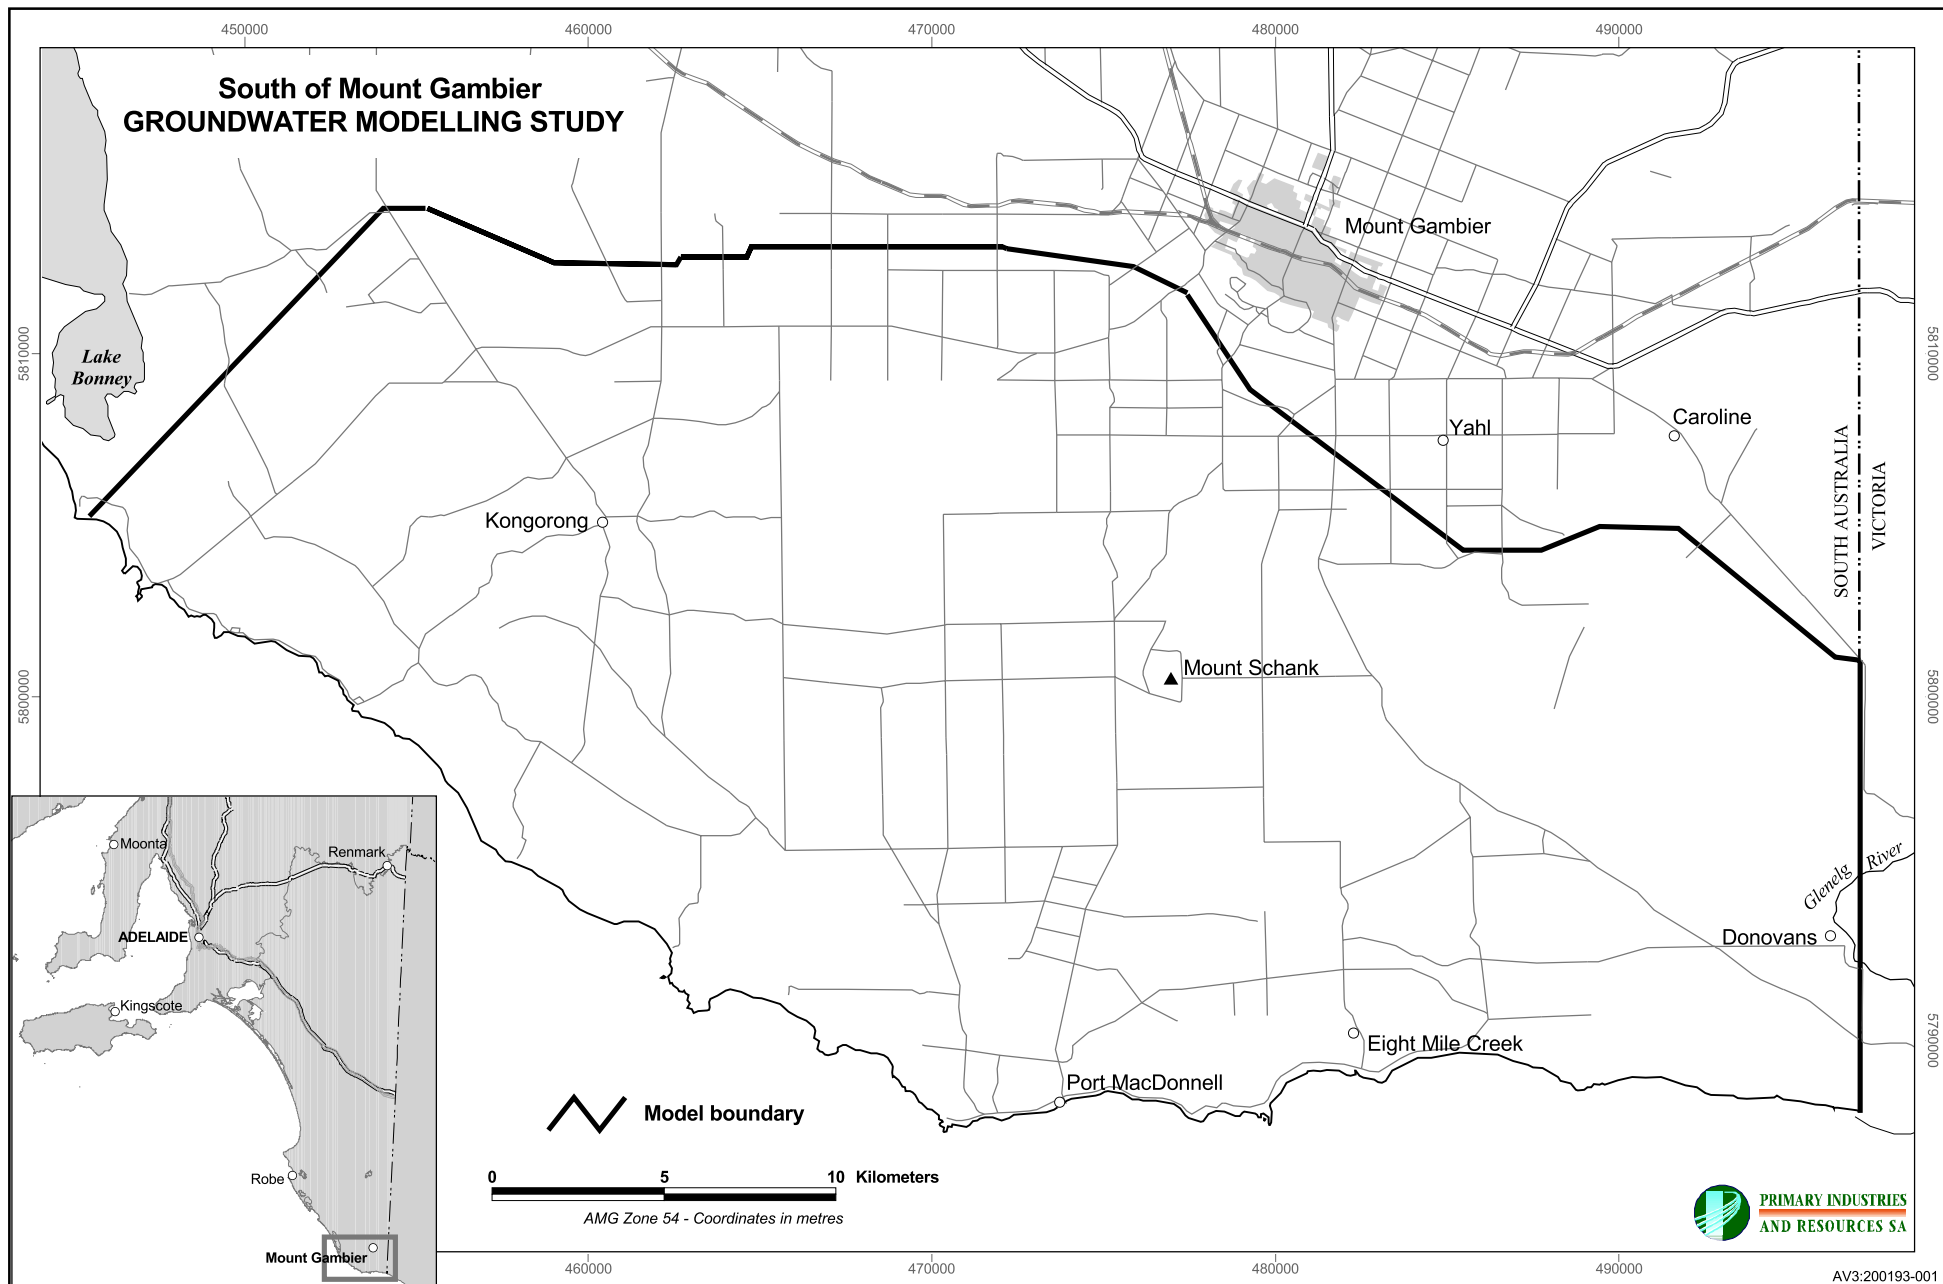 450000
460000
470000
480000
490000
South of Mount Gambier
GROUNDWATER MODELLING STUDY
Mount Gambier
5810000
5810000
Lake
Bonney
Yahl
Caroline
SOUTH AUSTRALIA
VICTORIA
Kongorong
Mount Schank
5800000
5800000
Moonta
Renmark
ADELAIDE
Kingscote
Robe
Mount Gambier
Glenelg
River
Donovans
Eight Mile Creek
5790000
Port MacDonnell
Model boundary
0
5
10
Kilometers
AMG Zone 54 - Coordinates in metres
PRIMARY INDUSTRIES
AND RESOURCES SA
460000
470000
480000
490000
AV3:200193-001